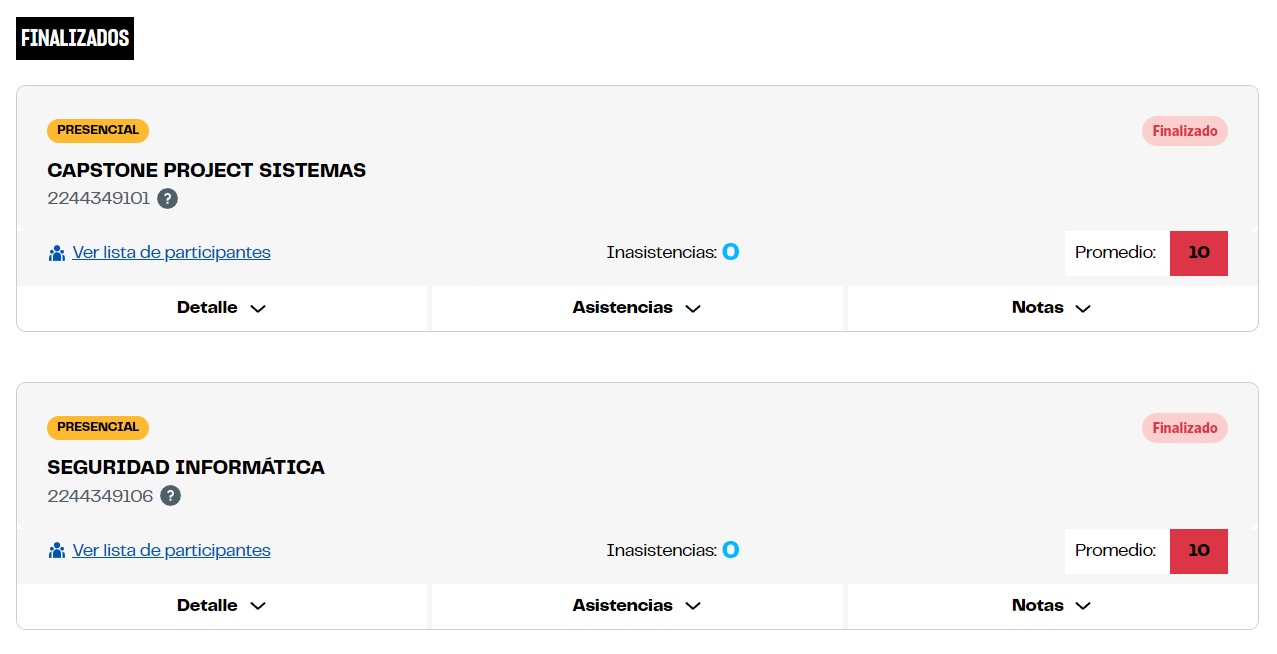 FINALIZADOS
PRESENCIAL
Finalizado
CAPSTONE PROJECT SISTEMAS
2244349101 ?
Ver lista de participantes Inasistencias: 0 Promedio: 10
Detalle Asistencias Notas
PRESENCIAL
Finalizado
SEGURIDAD INFORMÁTICA
2244349106 ?
Ver lista de participantes Inasistencias: 0 Promedio: 10
Detalle Asistencias Notas